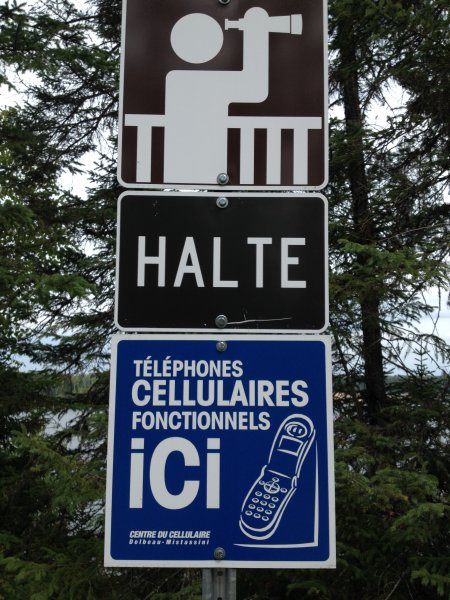 HALTE
TÉLÉPHONES
CELLULAIRES
FONCTIONNELS
iCi
CENTRE DU CELLULAIRE
Dolbeau-Mistassini